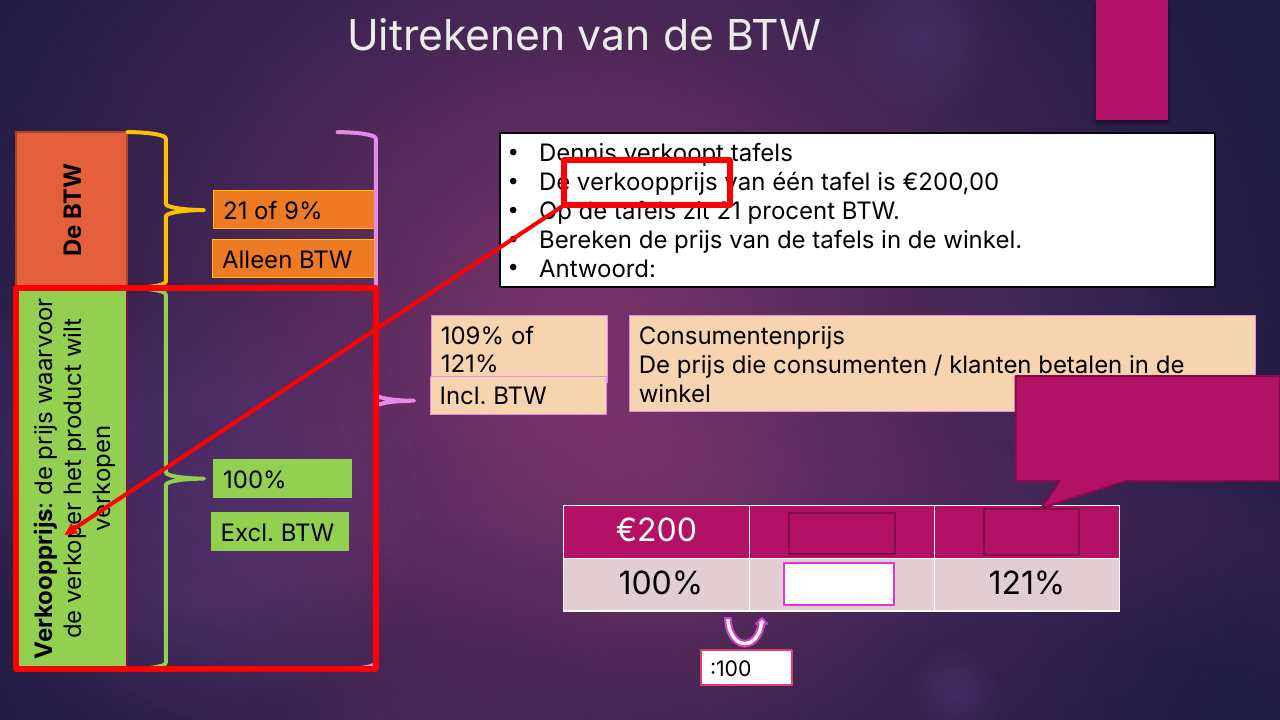 Uitrekenen van de BTW
De BTW
21 of 9%
Alleen BTW
• Dennis verkoopt tafels
• De verkoopprijs van één tafel is €200,00
• Op de tafels zit 21 procent BTW.
• Bereken de prijs van de tafels in de winkel.
• Antwoord:
109% of
121%
Incl. BTW
Consumentenprijs
De prijs die consumenten / klanten betalen in de
winkel
Verkoopprijs: de prijs waarvoor
de verkoper het product wilt
verkopen
100%
Excl. BTW
€200
100% 121%
:100